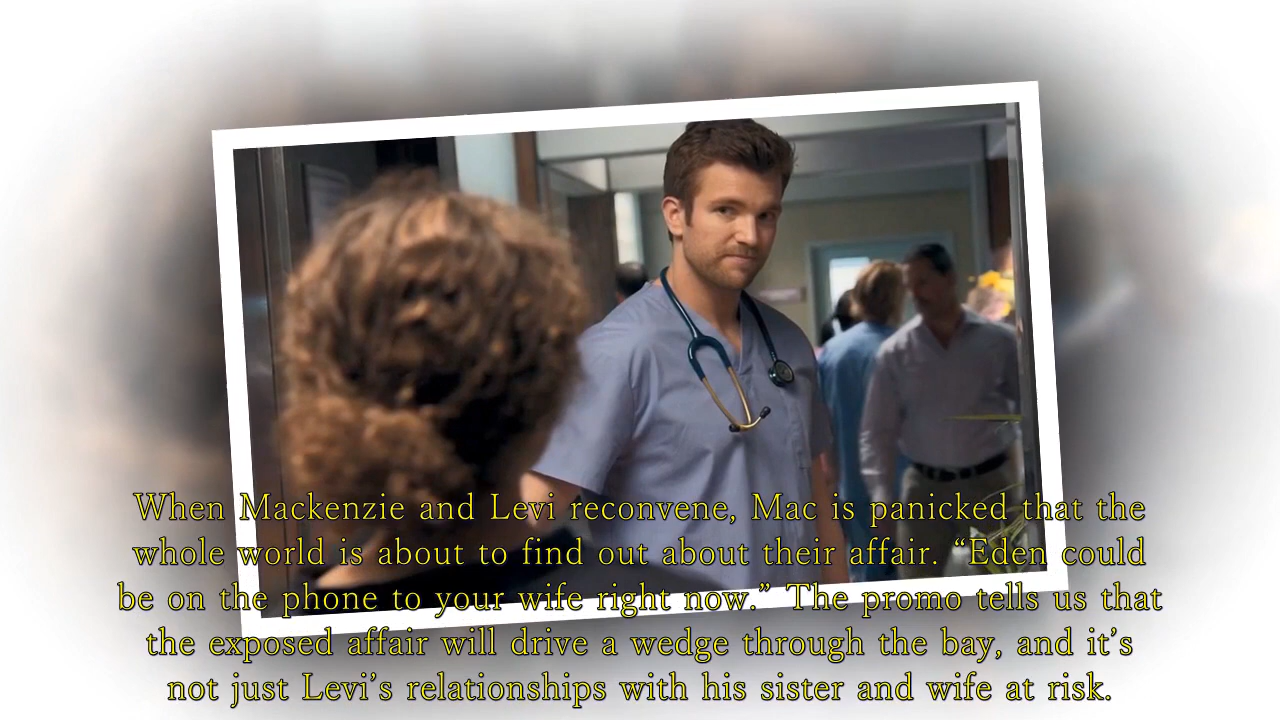 When Mackenzie and Levi reconvene, Mac is panicked that the
whole world is about to find out about their affair. “Eden could
be on the phone to your wife right now.” The promo tells us that
the exposed affair will drive a wedge through the bay, and it’s
not just Levi’s relationships with his sister and wife at risk.